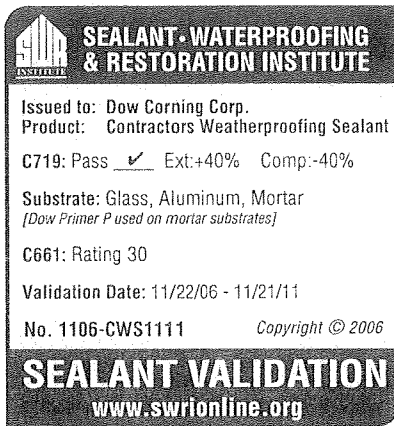 SWR
INSTITUTE
SEALANT • WATERPROOFING
& RESTORATION INSTITUTE
Issued to: Dow Corning Corp.
Product: Contractors Weatherproofing Sealant
C719: Pass ✔ Ext:+40% Comp:-40%
Substrate: Glass, Aluminum, Mortar
[Dow Primer P used on mortar substrates]
C661: Rating 30
Validation Date: 11/22/06 - 11/21/11
No. 1106-CWS1111 Copyright © 2006
SEALANT VALIDATION
www.swrionline.org